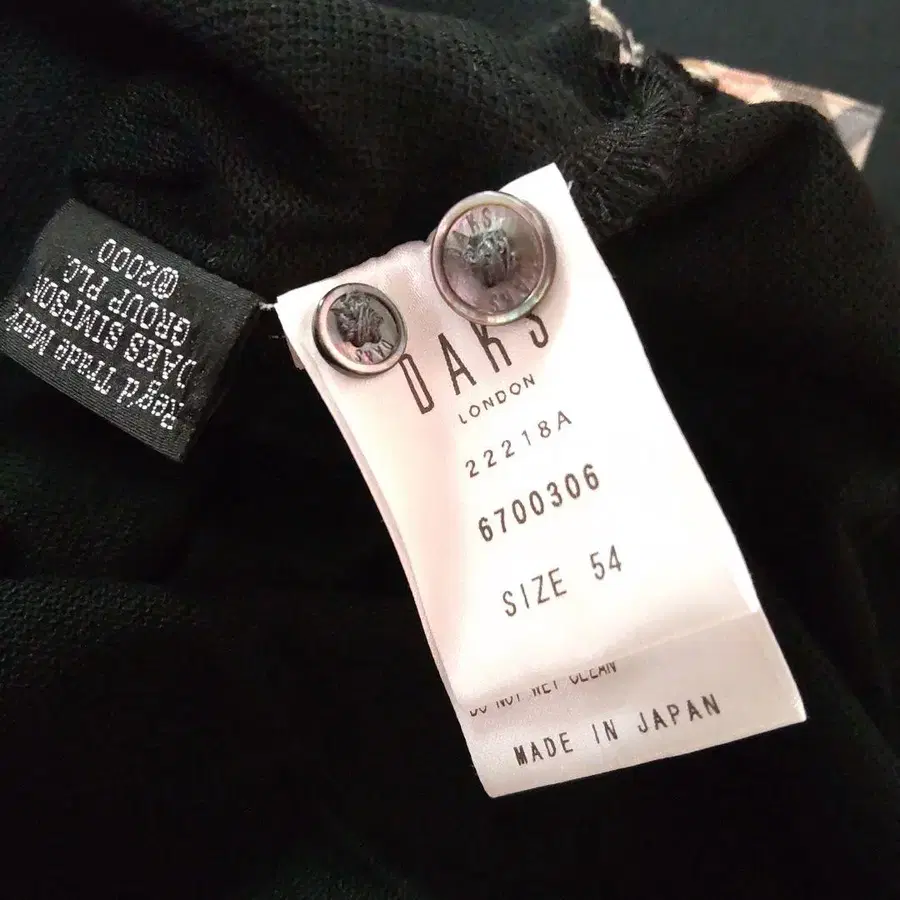 Reg'd Trade Mark
DAKS SIMPSON
GROUP PLC
@2000
DAKS
DAKS
LONDON
22218A
6700306
SIZE 54
DO NOT WET CLEAN
MADE IN JAPAN